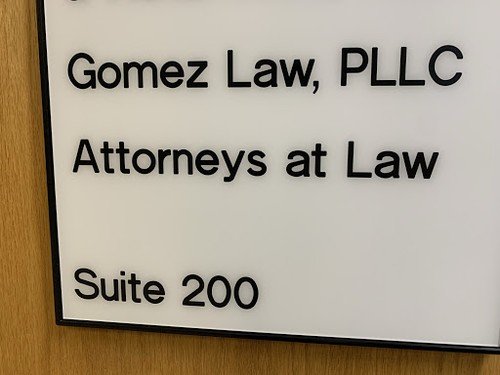 Gomez Law, PLLC
Attorneys at Law
Suite 200